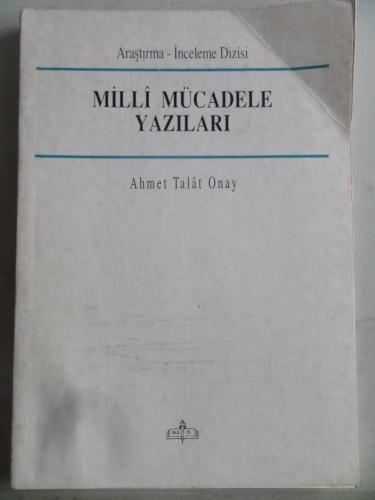 Araştırma - İnceleme Dizisi
MİLLÎ MÜCADELE
YAZILARI
Ahmet Talât Onay